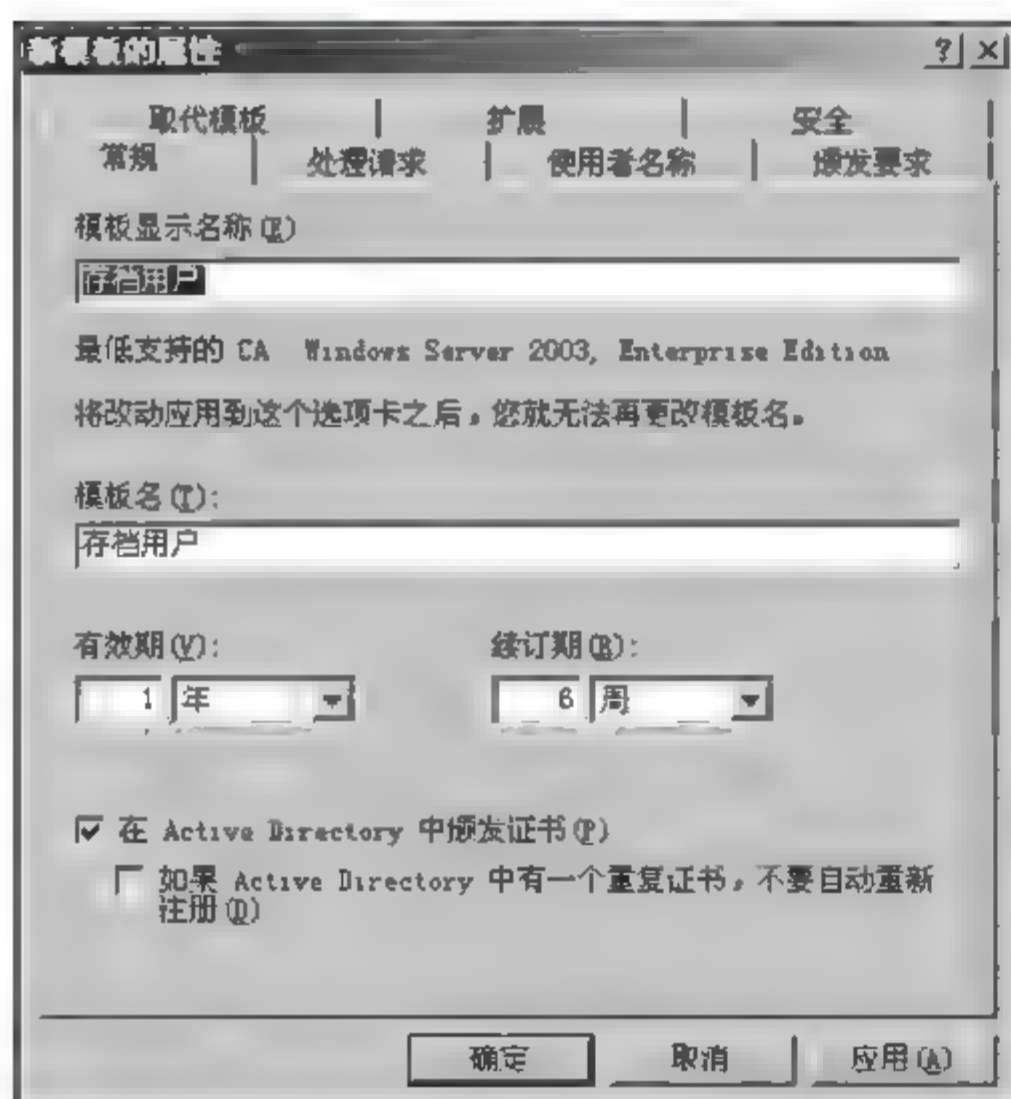 新模板的属性
取代模板 扩展 安全
常规 处理请求 使用者名称 颁发要求
模板显示名称(E)
存档用户
最低支持的 CA Windows Server 2003, Enterprise Edition
将改动应用到这个选项卡之后，您就无法再更改模板名。
模板名(T):
存档用户
有效期(V): 续订期(R):
1 年 6 周
在 Active Directory 中颁发证书(P)
如果 Active Directory 中有一个重复证书，不要自动重新
注册(D)
确定 取消 应用(A)